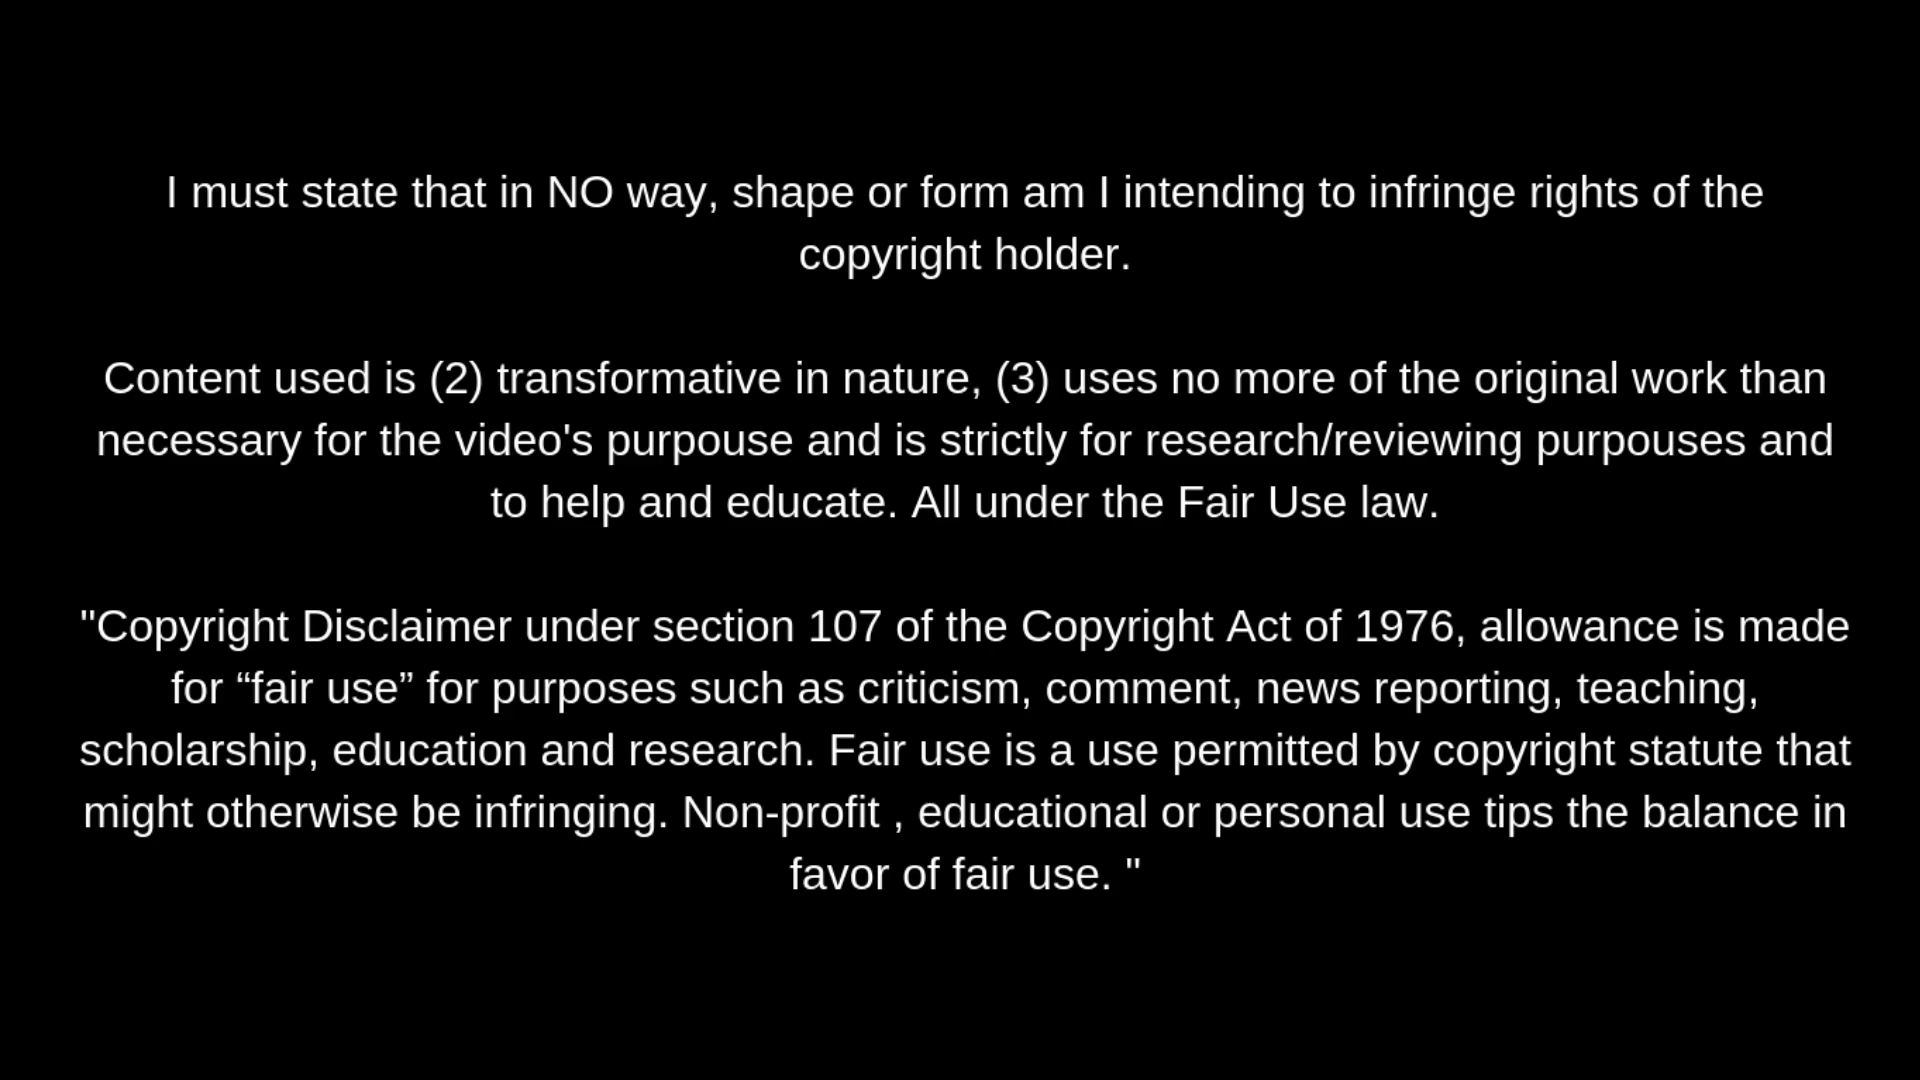 I must state that in NO way, shape or form am I intending to infringe rights of the
copyright holder.
Content used is (2) transformative in nature, (3) uses no more of the original work than
necessary for the video's purpouse and is strictly for research/reviewing purpouses and
to help and educate. All under the Fair Use law.
"Copyright Disclaimer under section 107 of the Copyright Act of 1976, allowance is made
for “fair use” for purposes such as criticism, comment, news reporting, teaching,
scholarship, education and research. Fair use is a use permitted by copyright statute that
might otherwise be infringing. Non-profit , educational or personal use tips the balance in
favor of fair use. "